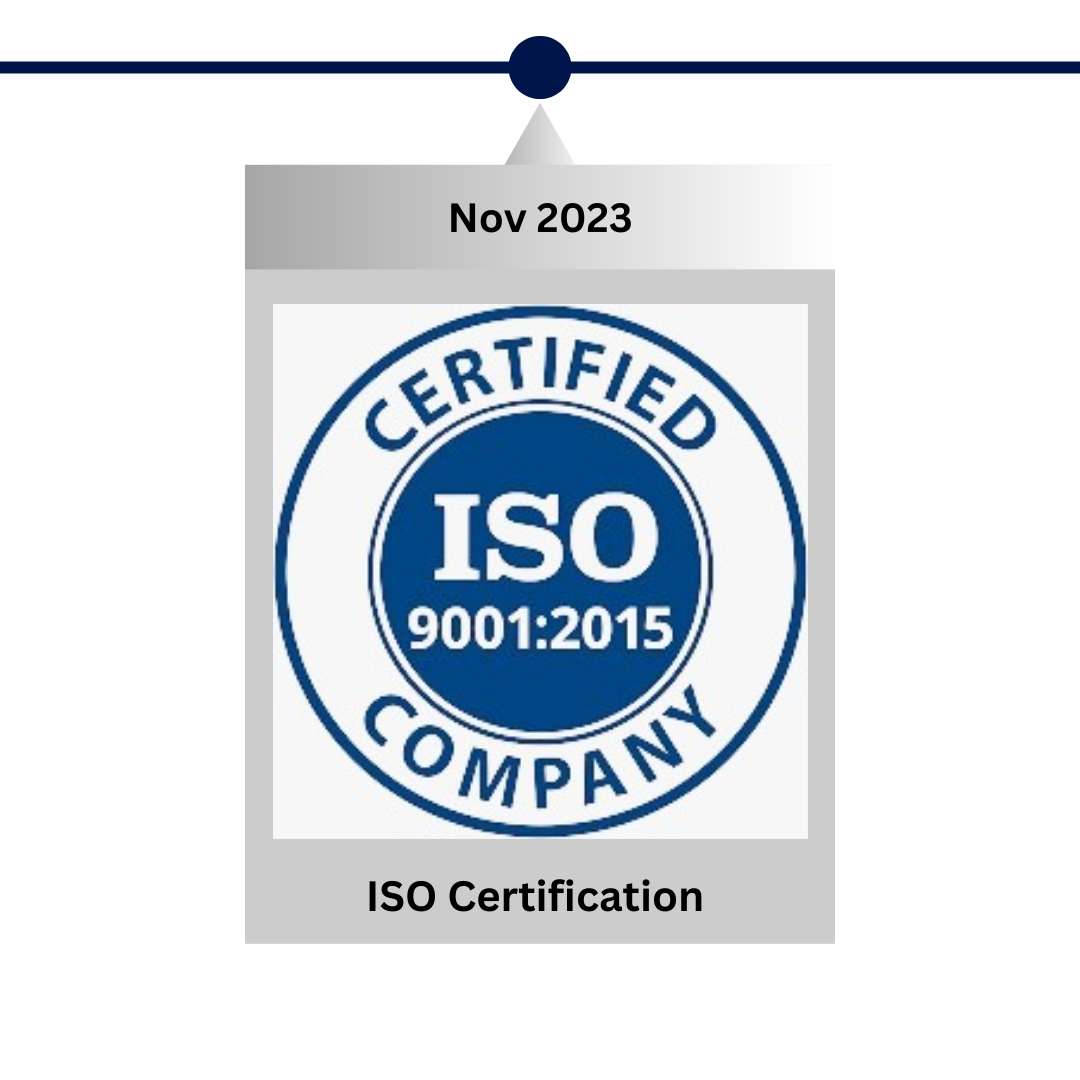 Nov 2023
CERTIFIED
ISO
9001:2015
COMPANY
ISO Certification